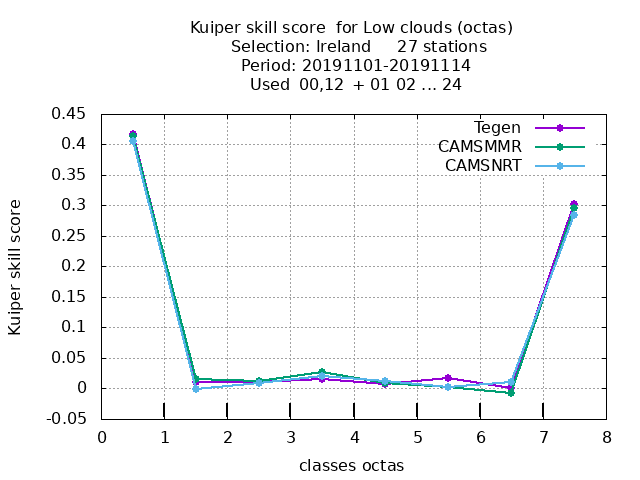 Kuiper skill score  for Low clouds (octas)
Selection: Ireland     27 stations
Period: 20191101-20191114
Used  00,12  + 01 02 ... 24
0.45
0.4
0.35
0.3
0.25
0.2
0.15
0.1
0.05
0
-0.05
Kuiper skill score
Tegen
CAMSMMR
CAMSNRT
0 1 2 3 4 5 6 7 8
classes octas